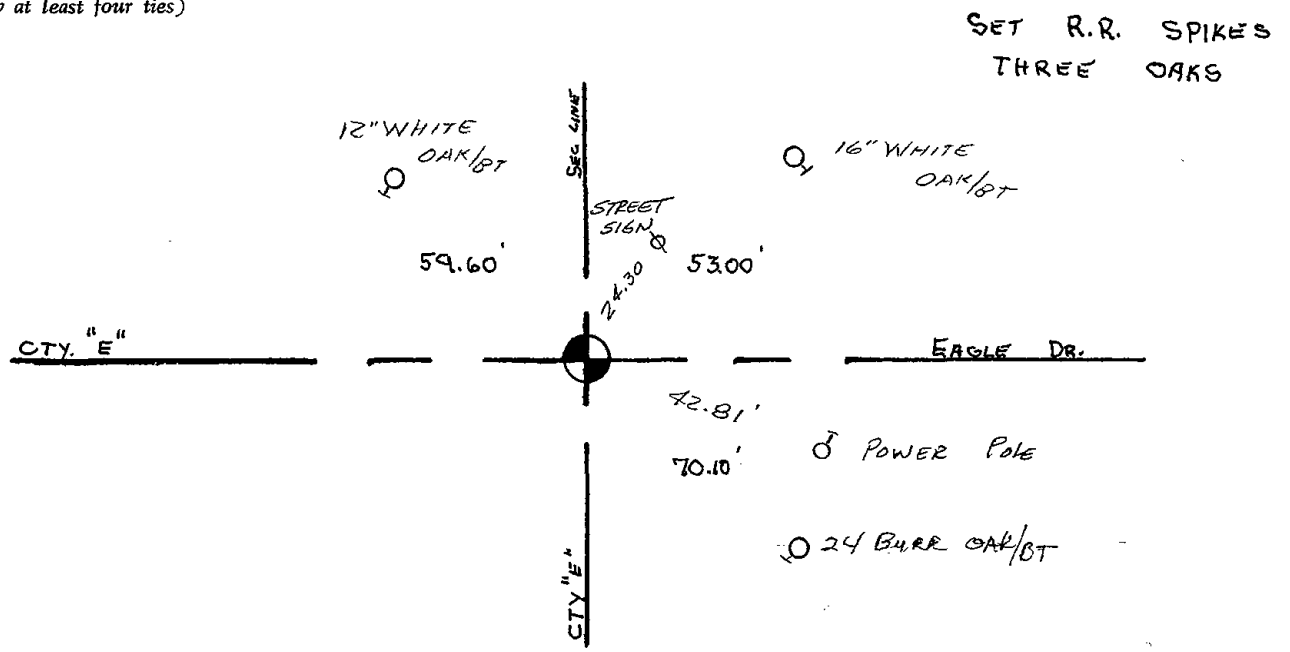 at least four ties)
SET R.R. SPIKES
THREE OAKS
SEC LINE
12" WHITE
OAK/BT
16" WHITE
OAK/BT
STREET
SIGN
59.60'
24.30
53.00'
CTY. "E"
EAGLE DR.
42.81'
70.10'
POWER POLE
24 BURR OAK/BT
CTY "E"